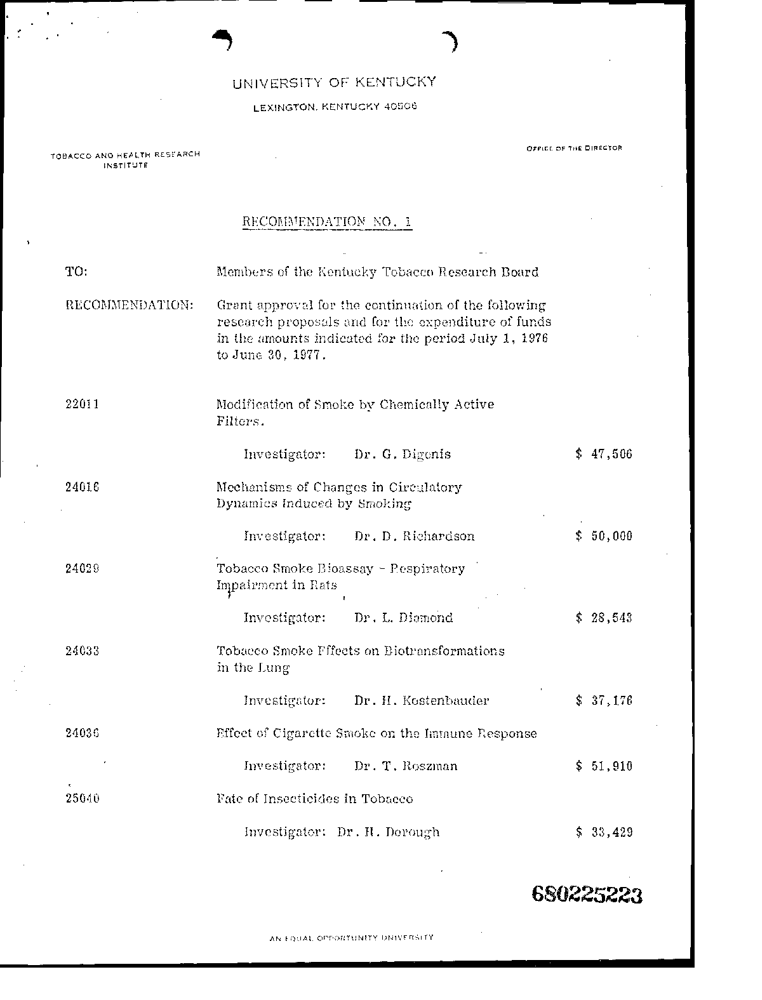 UNIVERSITY OF KENTUCKY
LEXINGTON, KENTUCKY 40506
TOBACCO AND HEALTH RESEARCH
INSTITUTE
OFFICE OF THE DIRECTOR
RECOMMENDATION NO. 1
TO: Members of the Kentucky Tobacco Research Board
RECOMMENDATION: Grant approval for the continuation of the following
research proposals and for the expenditure of funds
in the amounts indicated for the period July 1, 1976
to June 30, 1977.
22011 Modification of Smoke by Chemically Active
Filters.
Investigator: Dr. G. Digenis $ 47,506
24016 Mechanisms of Changes in Circulatory
Dynamics Induced by Smoking
Investigator: Dr. D. Richardson $ 50,000
24029 Tobacco Smoke Bioassay - Respiratory
Impairment in Rats
Investigator: Dr. L. Diamond $ 28,543
24033 Tobacco Smoke Effects on Biotransformations
in the Lung
Investigator: Dr. H. Kostenbauder $ 37,176
24036 Effect of Cigarette Smoke on the Immune Response
Investigator: Dr. T. Roszman $ 51,910
25040 Fate of Insecticides in Tobacco
Investigator: Dr. H. Dorough $ 33,429
680225223
AN EQUAL OPPORTUNITY UNIVERSITY